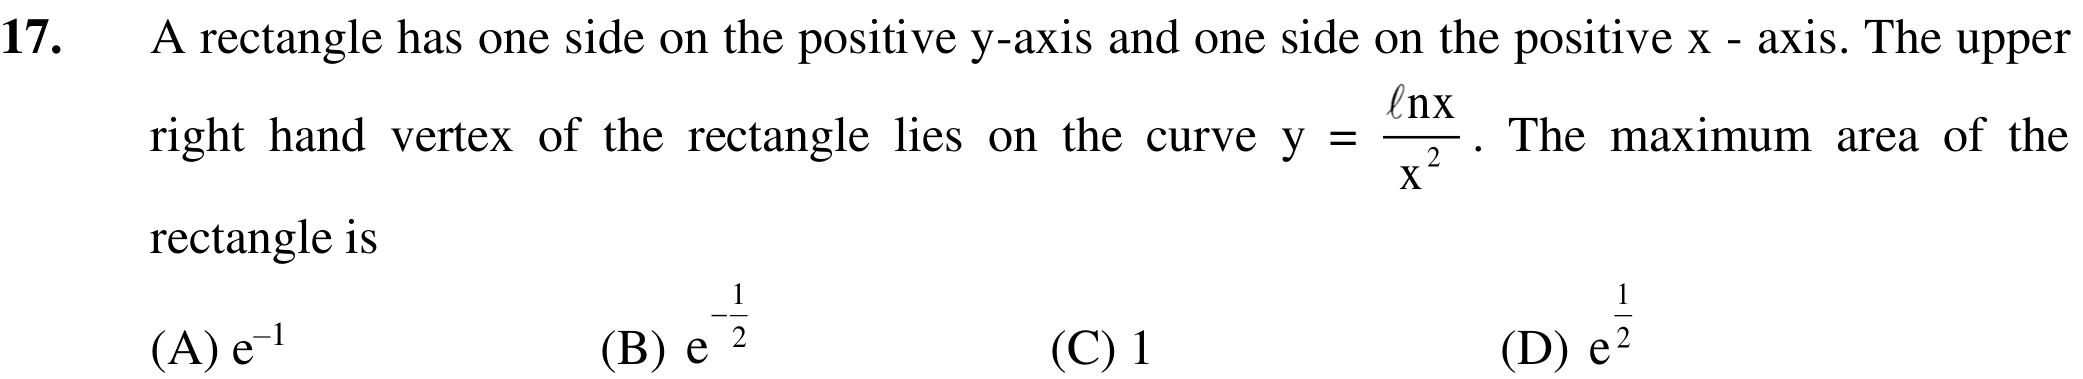 17. A rectangle has one side on the positive y-axis and one side on the positive x - axis. The upper
right hand vertex of the rectangle lies on the curve y = $\frac{\ell nx}{x^2}$. The maximum area of the
rectangle is
(A) $e^{-1}$ (B) $e^{-\frac{1}{2}}$ (C) 1 (D) $e^{\frac{1}{2}}$